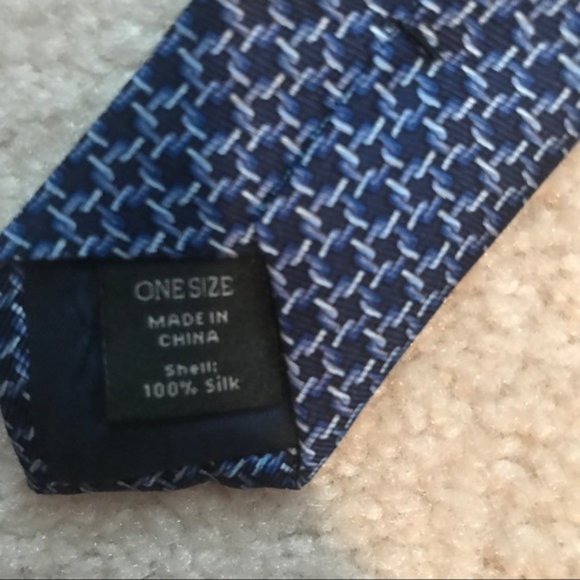 ONE SIZE
MADE IN
CHINA
Shell:
100% Silk